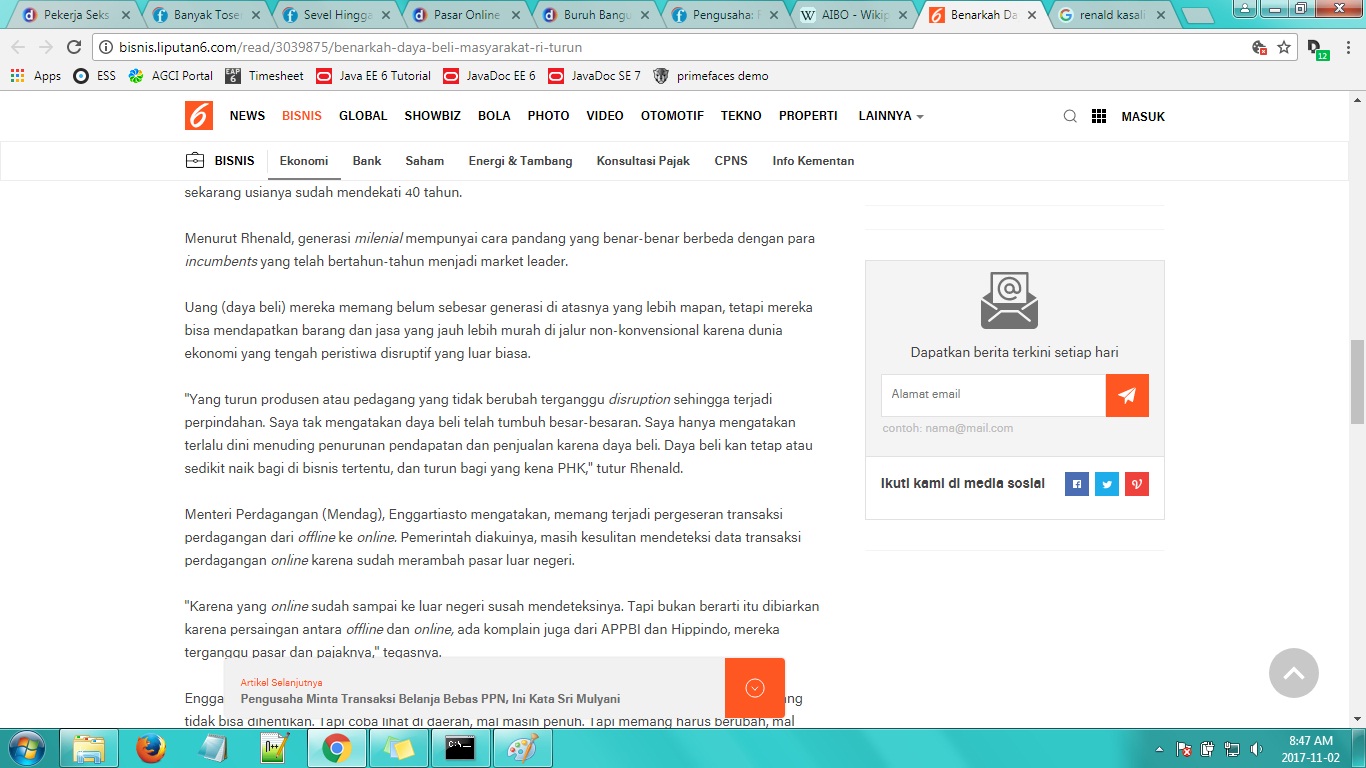 Pekerja Seks
Banyak Tose
Sevel Hingga
Pasar Online
Buruh Bangu
Pengusaha: F
AIBO - Wikip
Benarkah Da
renald kasali
bisnis.liputan6.com/read/3039875/benarkah-daya-beli-masyarakat-ri-turun
12
Apps ESS AGCI Portal Timesheet Java EE 6 Tutorial JavaDoc EE 6 JavaDoc SE 7 primefaces demo
6 NEWS BISNIS GLOBAL SHOWBIZ BOLA PHOTO VIDEO OTOMOTIF TEKNO PROPERTI LAINNYA MASUK
BISNIS Ekonomi Bank Saham Energi & Tambang Konsultasi Pajak CPNS Info Kementan
sekarang usianya sudah mendekati 40 tahun.
Menurut Rhenald, generasi milenial mempunyai cara pandang yang benar-benar berbeda dengan para
incumbents yang telah bertahun-tahun menjadi market leader.
Uang (daya beli) mereka memang belum sebesar generasi di atasnya yang lebih mapan, tetapi mereka
bisa mendapatkan barang dan jasa yang jauh lebih murah di jalur non-konvensional karena dunia
ekonomi yang tengah peristiwa disruptif yang luar biasa.
"Yang turun produsen atau pedagang yang tidak berubah terganggu disruption sehingga terjadi
perpindahan. Saya tak mengatakan daya beli telah tumbuh besar-besaran. Saya hanya mengatakan
terlalu dini menuding penurunan pendapatan dan penjualan karena daya beli. Daya beli kan tetap atau
sedikit naik bagi di bisnis tertentu, dan turun bagi yang kena PHK," tutur Rhenald.
Menteri Perdagangan (Mendag), Enggartiasto mengatakan, memang terjadi pergeseran transaksi
perdagangan dari offline ke online. Pemerintah diakuinya, masih kesulitan mendeteksi data transaksi
perdagangan online karena sudah merambah pasar luar negeri.
"Karena yang online sudah sampai ke luar negeri susah mendeteksinya. Tapi bukan berarti itu dibiarkan
karena persaingan antara offline dan online, ada komplain juga dari APPBI dan Hippindo, mereka
terganggu pasar dan pajaknya," tegasnya.
Artikel Selanjutnya
Pengusaha Minta Transaksi Belanja Bebas PPN, Ini Kata Sri Mulyani
tidak bisa dihentikan. Tapi coba lihat di daerah, mal masih penuh. Tapi memang harus berubah, mal
Dapatkan berita terkini setiap hari
Alamat email
contoh: nama@mail.com
Ikuti kami di media sosial
8:47 AM
2017-11-02